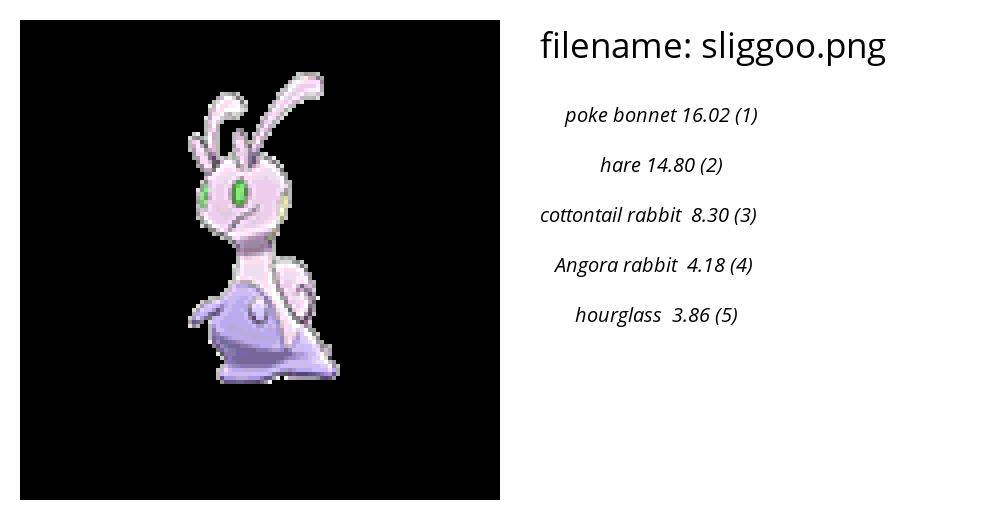 filename: sliggoo.png
poke bonnet 16.02 (1)
hare 14.80 (2)
cottontail rabbit 8.30 (3)
Angora rabbit 4.18 (4)
hourglass 3.86 (5)